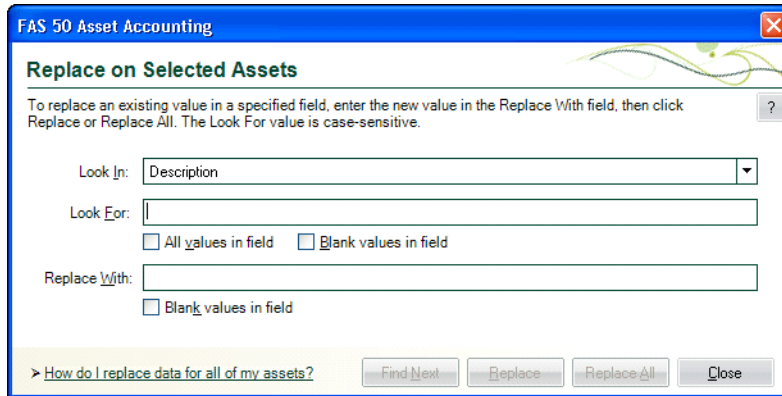 FAS 50 Asset Accounting
Replace on Selected Assets
To replace an existing value in a specified field, enter the new value in the Replace With field, then click
Replace or Replace All. The Look For value is case-sensitive.
?
Look In: Description
Look For:
All values in field Blank values in field
Replace With:
Blank values in field
➤ How do I replace data for all of my assets? Find Next Replace Replace All Close